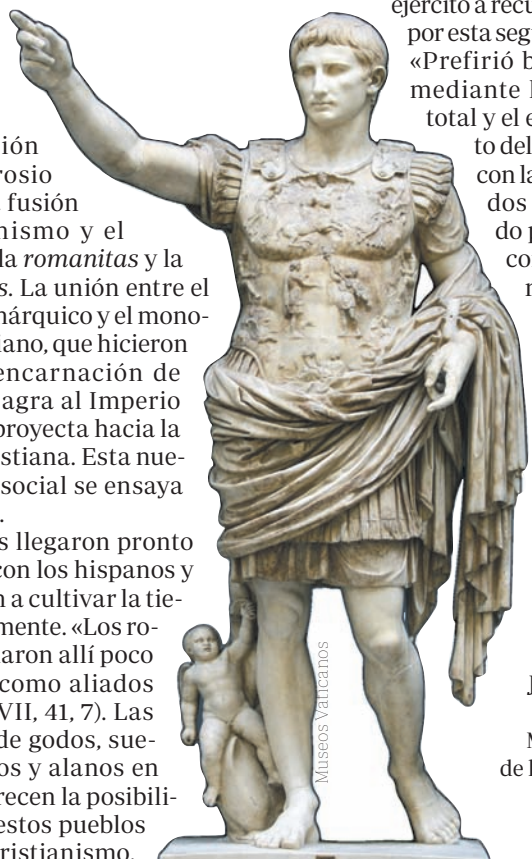 ión
rosio
fusión
nismo y el
la romanitas y la
s. La unión entre el
nárquico y el mono-
iano, que hicieron
encarnación de
agra al Imperio
proyecta hacia la
stiana. Esta nue-
social se ensaya
.
s llegaron pronto
con los hispanos y
n a cultivar la tie-
mente. «Los ro-
aron allí poco
como aliados
VII, 41, 7). Las
de godos, sue-
os y alanos en
recen la posibili-
estos pueblos
ristianismo.
Museos Vaticanos
ejército a recu
por esta seg
«Prefirió b
mediante l
total y el e
to del
con la
dos
do p
co
de l